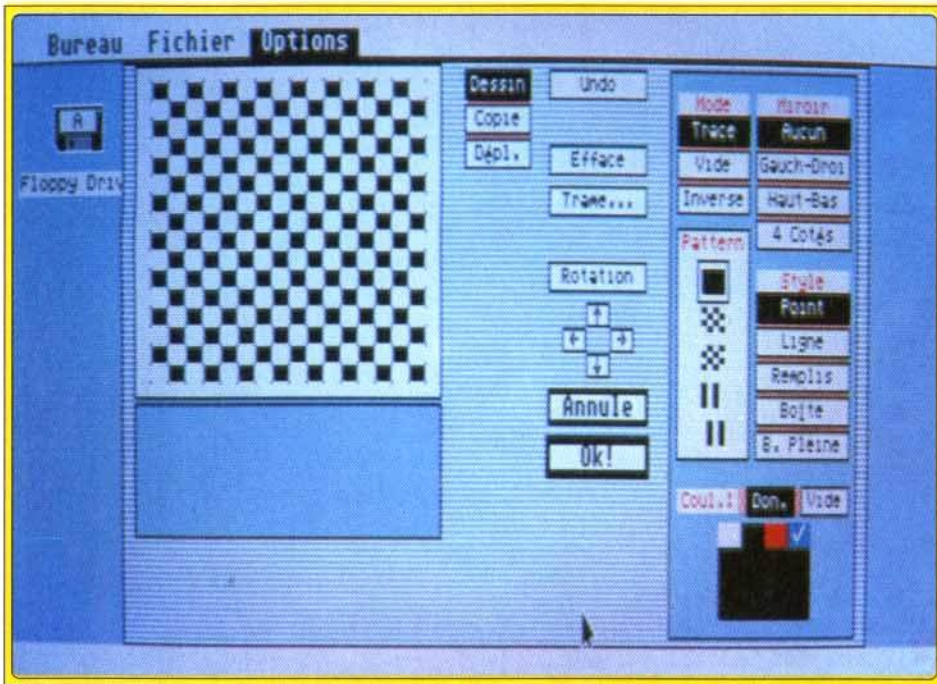 Bureau Fichier Options
A
Floppy Driv
Dessin
Copie
Dépl.
Undo
Efface
Trame...
Rotation
Annule
Ok!
Mode
Trace
Vide
Inverse
Pattern
Miroir
Aucun
Gauch-Droi
Haut-Bas
4 Cotés
Style
Point
Ligne
Remplis
Boîte
B. Pleine
Coul.: Don. Vide